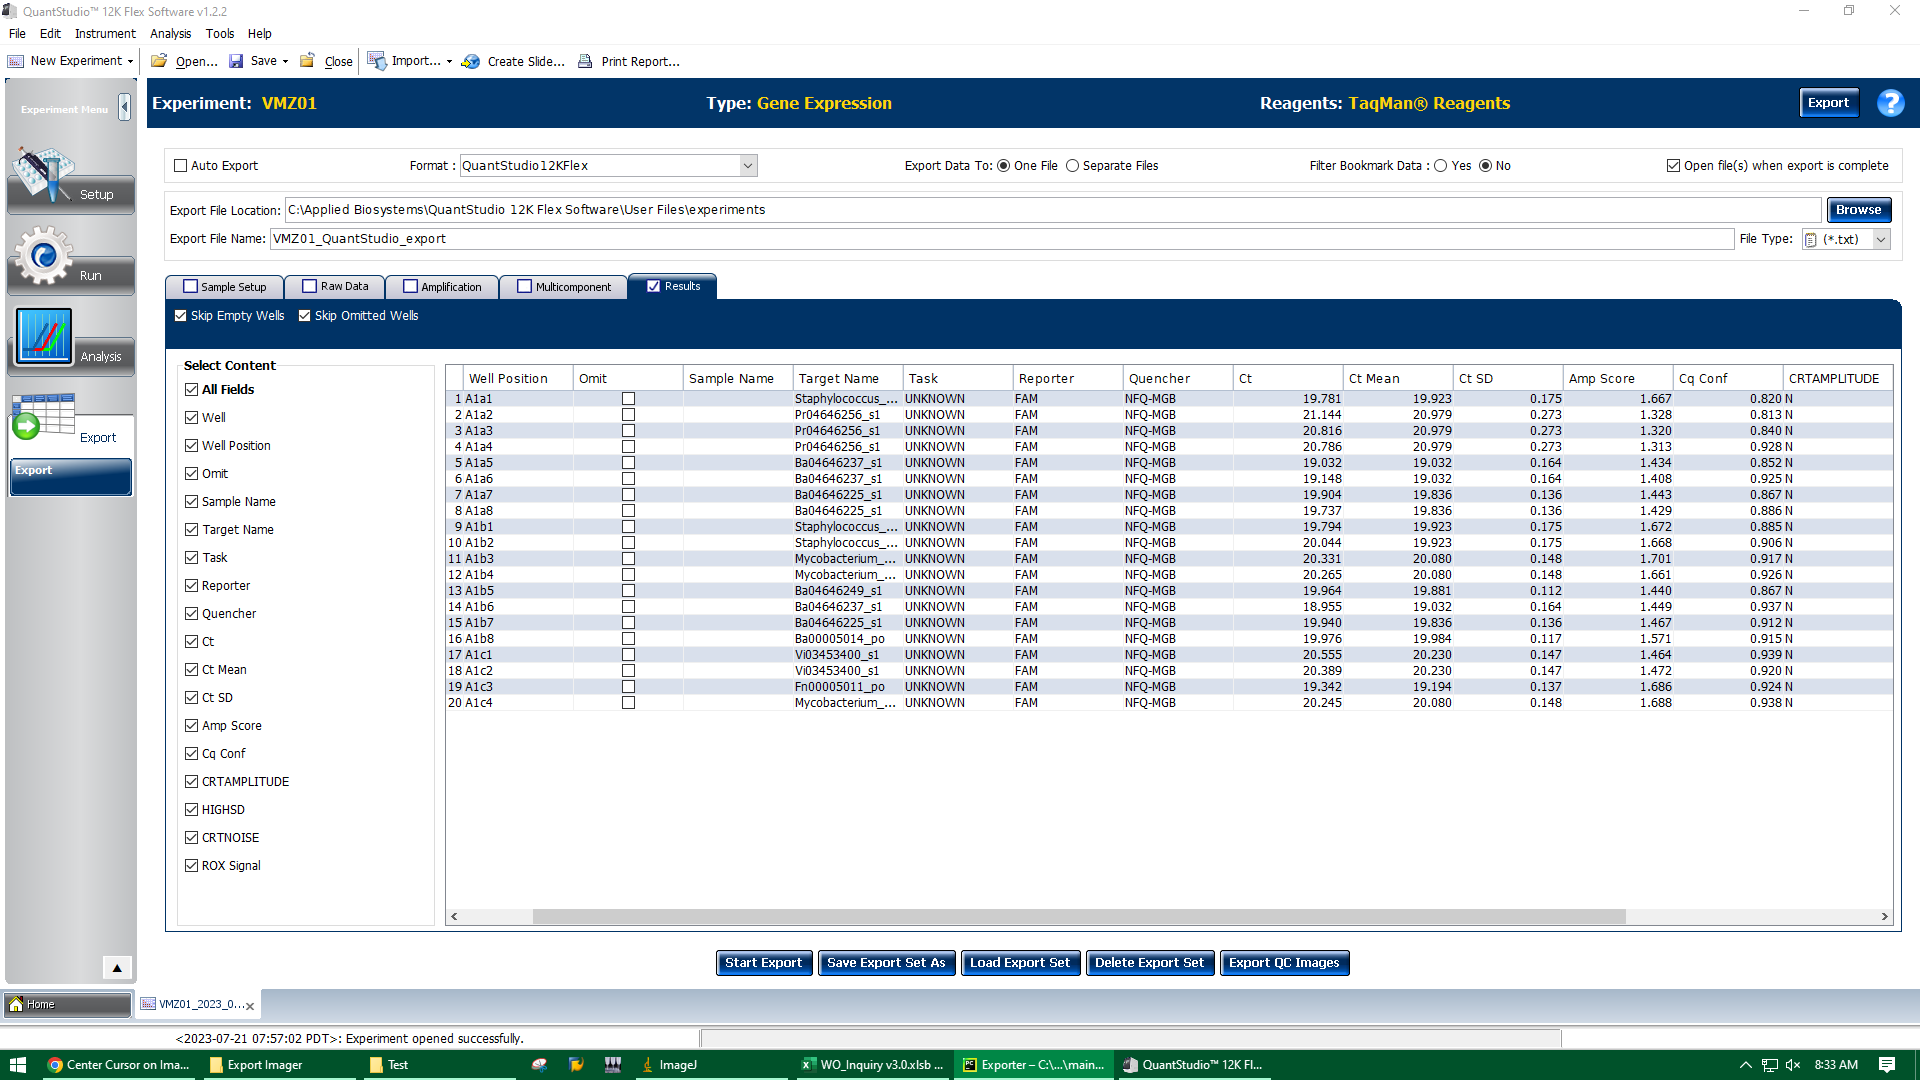 QuantStudio™ 12K Flex Software v1.2.2
File Edit Instrument Analysis Tools Help
New Experiment Open... Save Close Import... Create Slide... Print Report...
Experiment Menu
Experiment: VMZ01 Type: Gene Expression Reagents: TaqMan® Reagents Export ?
Auto Export Format : QuantStudio12KFlex Export Data To: One File Separate Files Filter Bookmark Data : Yes No Open file(s) when export is complete
Export File Location: C:\Applied Biosystems\QuantStudio 12K Flex Software\User Files\experiments Browse
Export File Name: VMZ01_QuantStudio_export File Type: (*.txt)
Setup
Run
Analysis
Export
Export
Sample Setup Raw Data Amplification Multicomponent Results
Skip Empty Wells Skip Omitted Wells
Select Content
All Fields
Well
Well Position
Omit
Sample Name
Target Name
Task
Reporter
Quencher
Ct
Ct Mean
Ct SD
Amp Score
Cq Conf
CRTAMPLITUDE
HIGHSD
CRTNOISE
ROX Signal
Well Position Omit Sample Name Target Name Task Reporter Quencher Ct Ct Mean Ct SD Amp Score Cq Conf CRTAMPLITUDE
1 A1a1 Staphylococcus_... UNKNOWN FAM NFQ-MGB 19.781 19.923 0.175 1.667 0.820 N
2 A1a2 Pr04646256_s1 UNKNOWN FAM NFQ-MGB 21.144 20.979 0.273 1.328 0.813 N
3 A1a3 Pr04646256_s1 UNKNOWN FAM NFQ-MGB 20.816 20.979 0.273 1.320 0.840 N
4 A1a4 Pr04646256_s1 UNKNOWN FAM NFQ-MGB 20.786 20.979 0.273 1.313 0.928 N
5 A1a5 Ba04646237_s1 UNKNOWN FAM NFQ-MGB 19.032 19.032 0.164 1.434 0.852 N
6 A1a6 Ba04646237_s1 UNKNOWN FAM NFQ-MGB 19.148 19.032 0.164 1.408 0.925 N
7 A1a7 Ba04646225_s1 UNKNOWN FAM NFQ-MGB 19.904 19.836 0.136 1.443 0.867 N
8 A1a8 Ba04646225_s1 UNKNOWN FAM NFQ-MGB 19.737 19.836 0.136 1.429 0.886 N
9 A1b1 Staphylococcus_... UNKNOWN FAM NFQ-MGB 19.794 19.923 0.175 1.672 0.885 N
10 A1b2 Staphylococcus_... UNKNOWN FAM NFQ-MGB 20.044 19.923 0.175 1.668 0.906 N
11 A1b3 Mycobacterium_... UNKNOWN FAM NFQ-MGB 20.331 20.080 0.148 1.701 0.917 N
12 A1b4 Mycobacterium_... UNKNOWN FAM NFQ-MGB 20.265 20.080 0.148 1.661 0.926 N
13 A1b5 Ba04646249_s1 UNKNOWN FAM NFQ-MGB 19.964 19.881 0.112 1.440 0.867 N
14 A1b6 Ba04646237_s1 UNKNOWN FAM NFQ-MGB 18.955 19.032 0.164 1.449 0.937 N
15 A1b7 Ba04646225_s1 UNKNOWN FAM NFQ-MGB 19.940 19.836 0.136 1.467 0.912 N
16 A1b8 Ba00005014_po UNKNOWN FAM NFQ-MGB 19.976 19.984 0.117 1.571 0.915 N
17 A1c1 Vi03453400_s1 UNKNOWN FAM NFQ-MGB 20.555 20.230 0.147 1.464 0.939 N
18 A1c2 Vi03453400_s1 UNKNOWN FAM NFQ-MGB 20.389 20.230 0.147 1.472 0.920 N
19 A1c3 Fn00005011_po UNKNOWN FAM NFQ-MGB 19.342 19.194 0.137 1.686 0.924 N
20 A1c4 Mycobacterium_... UNKNOWN FAM NFQ-MGB 20.245 20.080 0.148 1.688 0.938 N
Start Export Save Export Set As Load Export Set Delete Export Set Export QC Images
Home VMZ01_2023_0...
<2023-07-21 07:57:02 PDT>: Experiment opened successfully.
Center Cursor on Ima... Export Imager Test ImageJ WO_Inquiry v3.0.xlsb ... Exporter – C:\...\main... QuantStudio™ 12K Fl... 8:33 AM